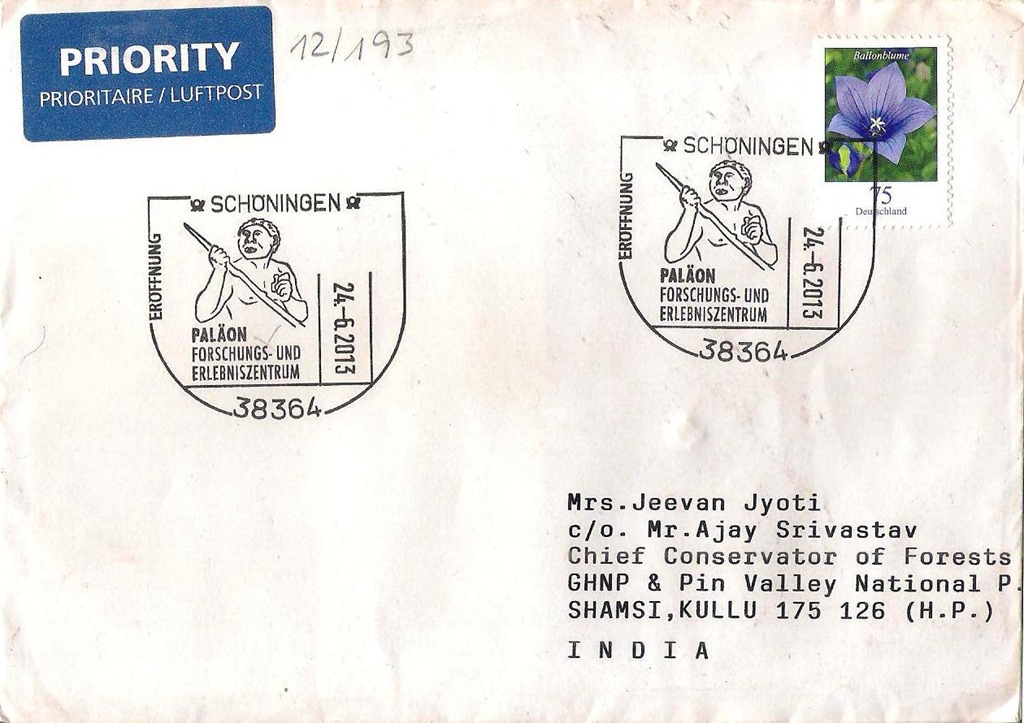 PRIORITY
PRIORITAIRE / LUFTPOST
12/193
Ballonblume
75
Deutschland
SCHÖNINGEN
ERÖFFNUNG
PALÄON
FORSCHUNGS- UND
ERLEBNISZENTRUM
24.-6.2013
38364
SCHÖNINGEN
ERÖFFNUNG
PALÄON
FORSCHUNGS- UND
ERLEBNISZENTRUM
24.-6.2013
38364
Mrs.Jeevan Jyoti
c/o. Mr.Ajay Srivastav
Chief Conservator of Forests
GHNP & Pin Valley National P.
SHAMSI,KULLU 175 126 (H.P.)
I N D I A